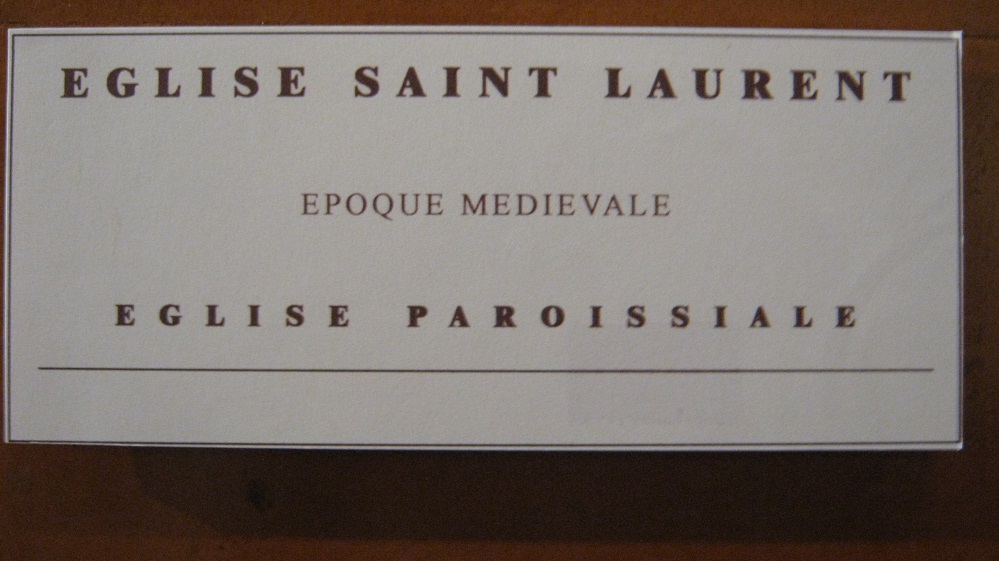 EGLISE SAINT LAURENT
EPOQUE MEDIEVALE
EGLISE PAROISSIALE